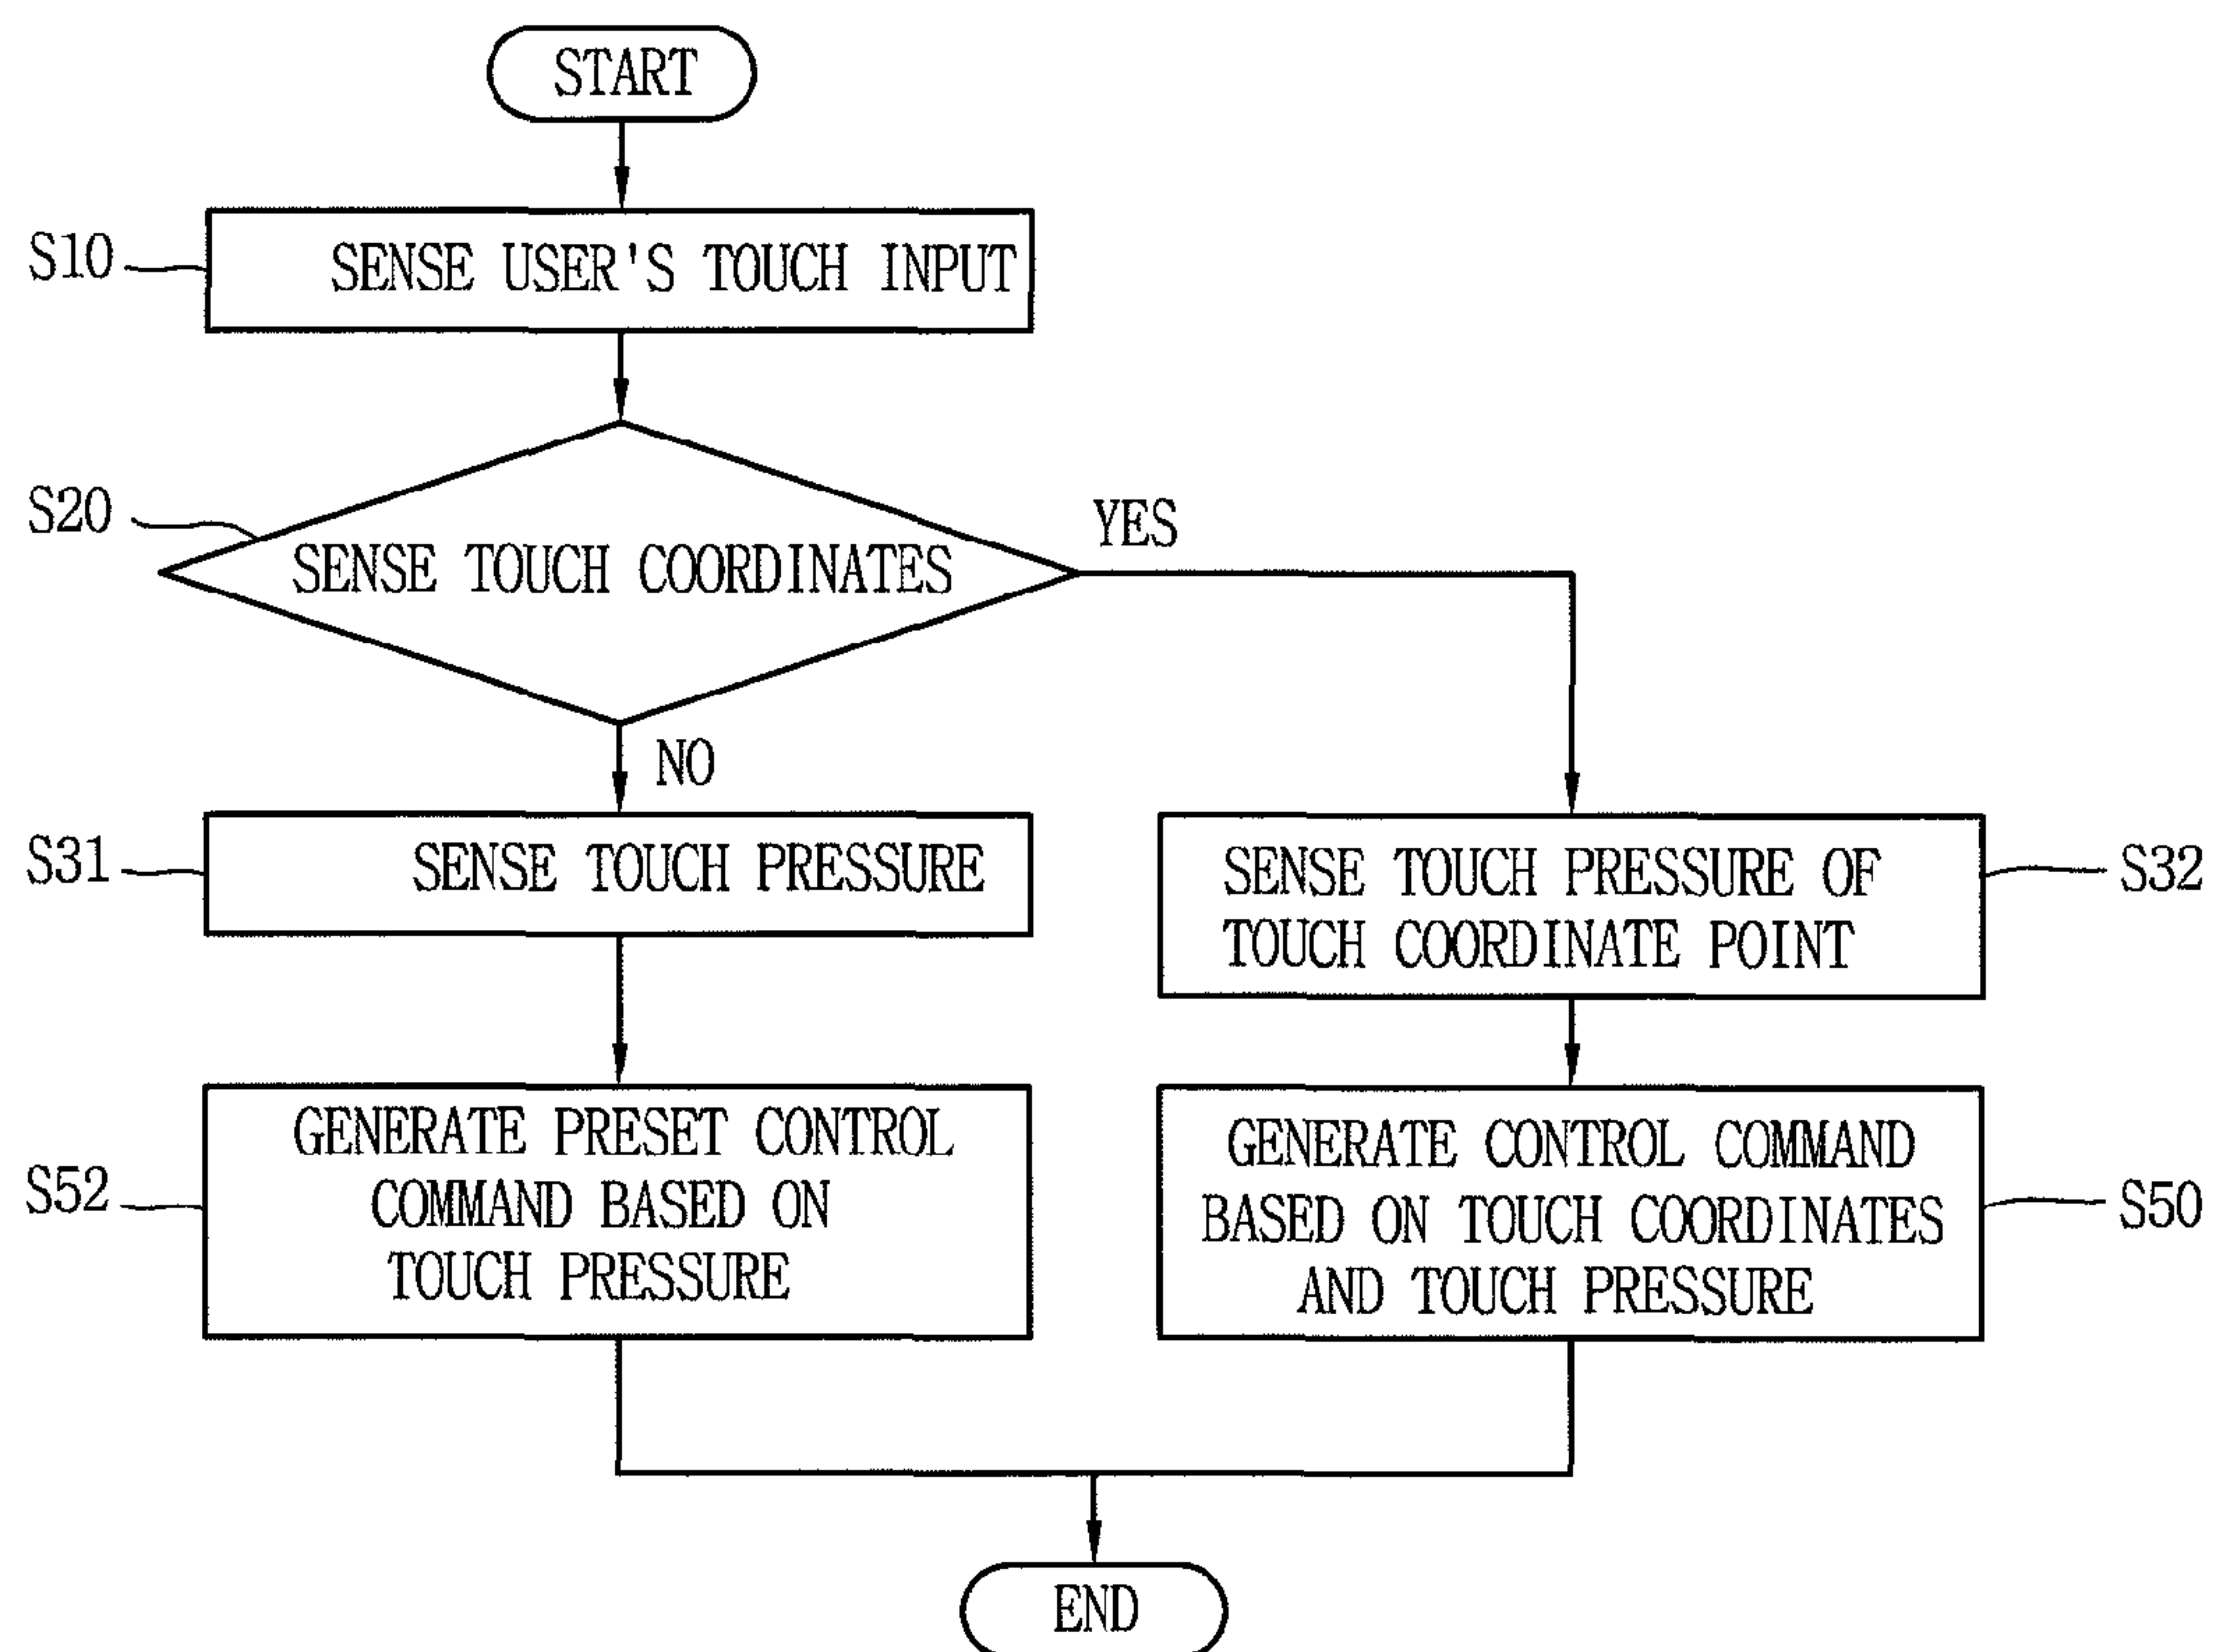 START
S10
SENSE USER'S TOUCH INPUT
S20
SENSE TOUCH COORDINATES
YES
NO
S31
SENSE TOUCH PRESSURE
SENSE TOUCH PRESSURE OF
TOUCH COORDINATE POINT
S32
S52
GENERATE PRESET CONTROL
COMMAND BASED ON
TOUCH PRESSURE
GENERATE CONTROL COMMAND
BASED ON TOUCH COORDINATES
AND TOUCH PRESSURE
S50
END